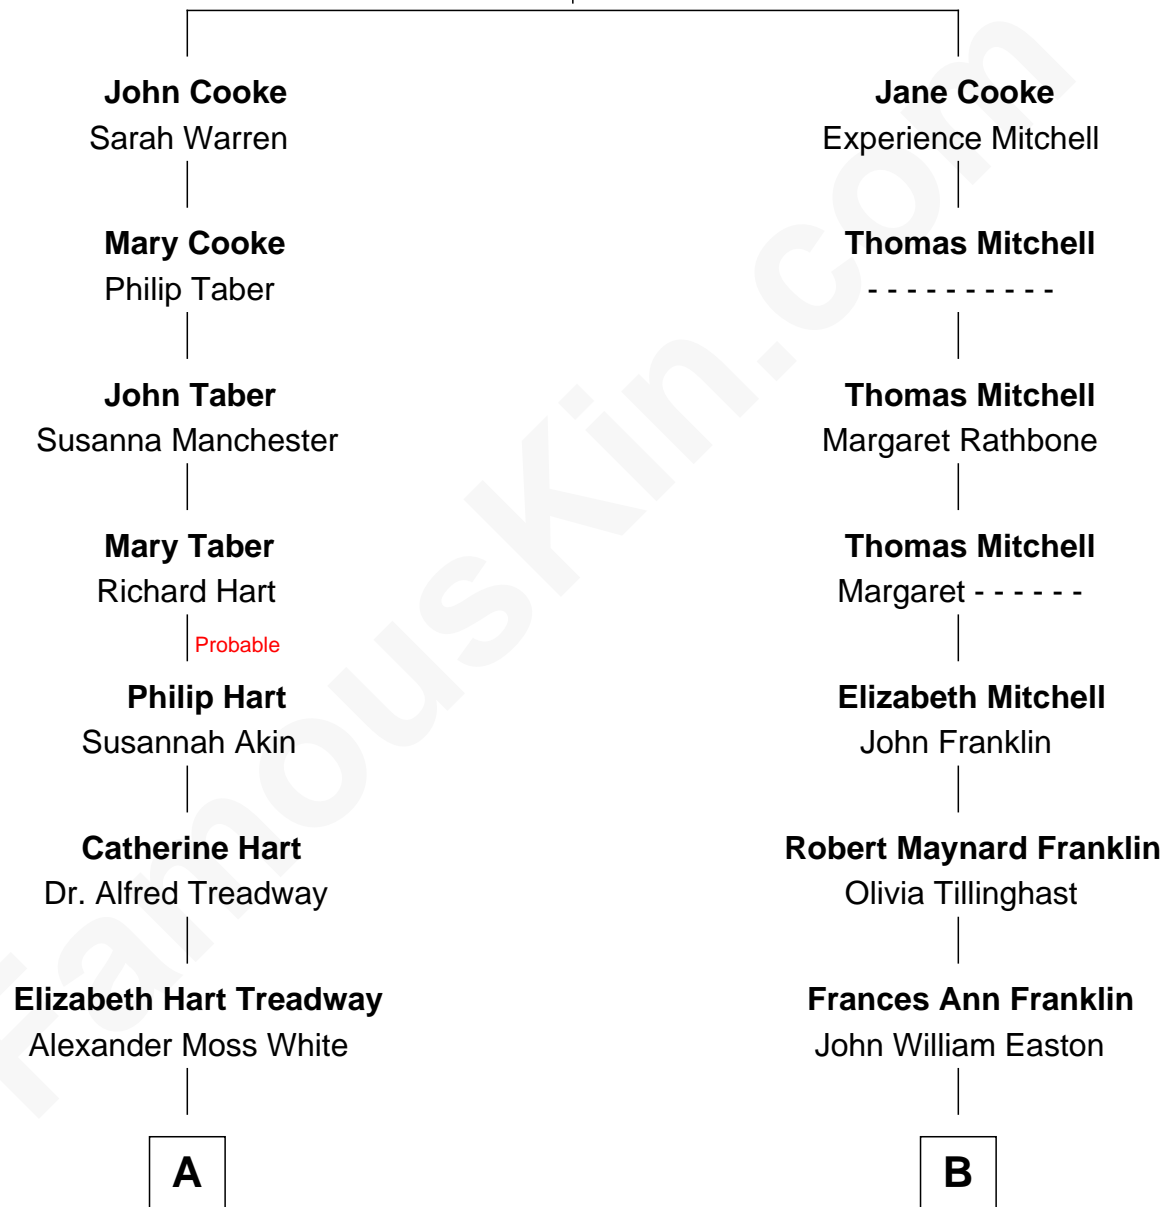 John Cooke
Sarah Warren
Mary Cooke
Philip Taber
John Taber
Susanna Manchester
Mary Taber
Richard Hart
Probable
Philip Hart
Susannah Akin
Catherine Hart
Dr. Alfred Treadway
Elizabeth Hart Treadway
Alexander Moss White
A
Jane Cooke
Experience Mitchell
Thomas Mitchell
- - - - - - - - - -
Thomas Mitchell
Margaret Rathbone
Thomas Mitchell
Margaret - - - - - -
Elizabeth Mitchell
John Franklin
Robert Maynard Franklin
Olivia Tillinghast
Frances Ann Franklin
John William Easton
B
FamousKin.com